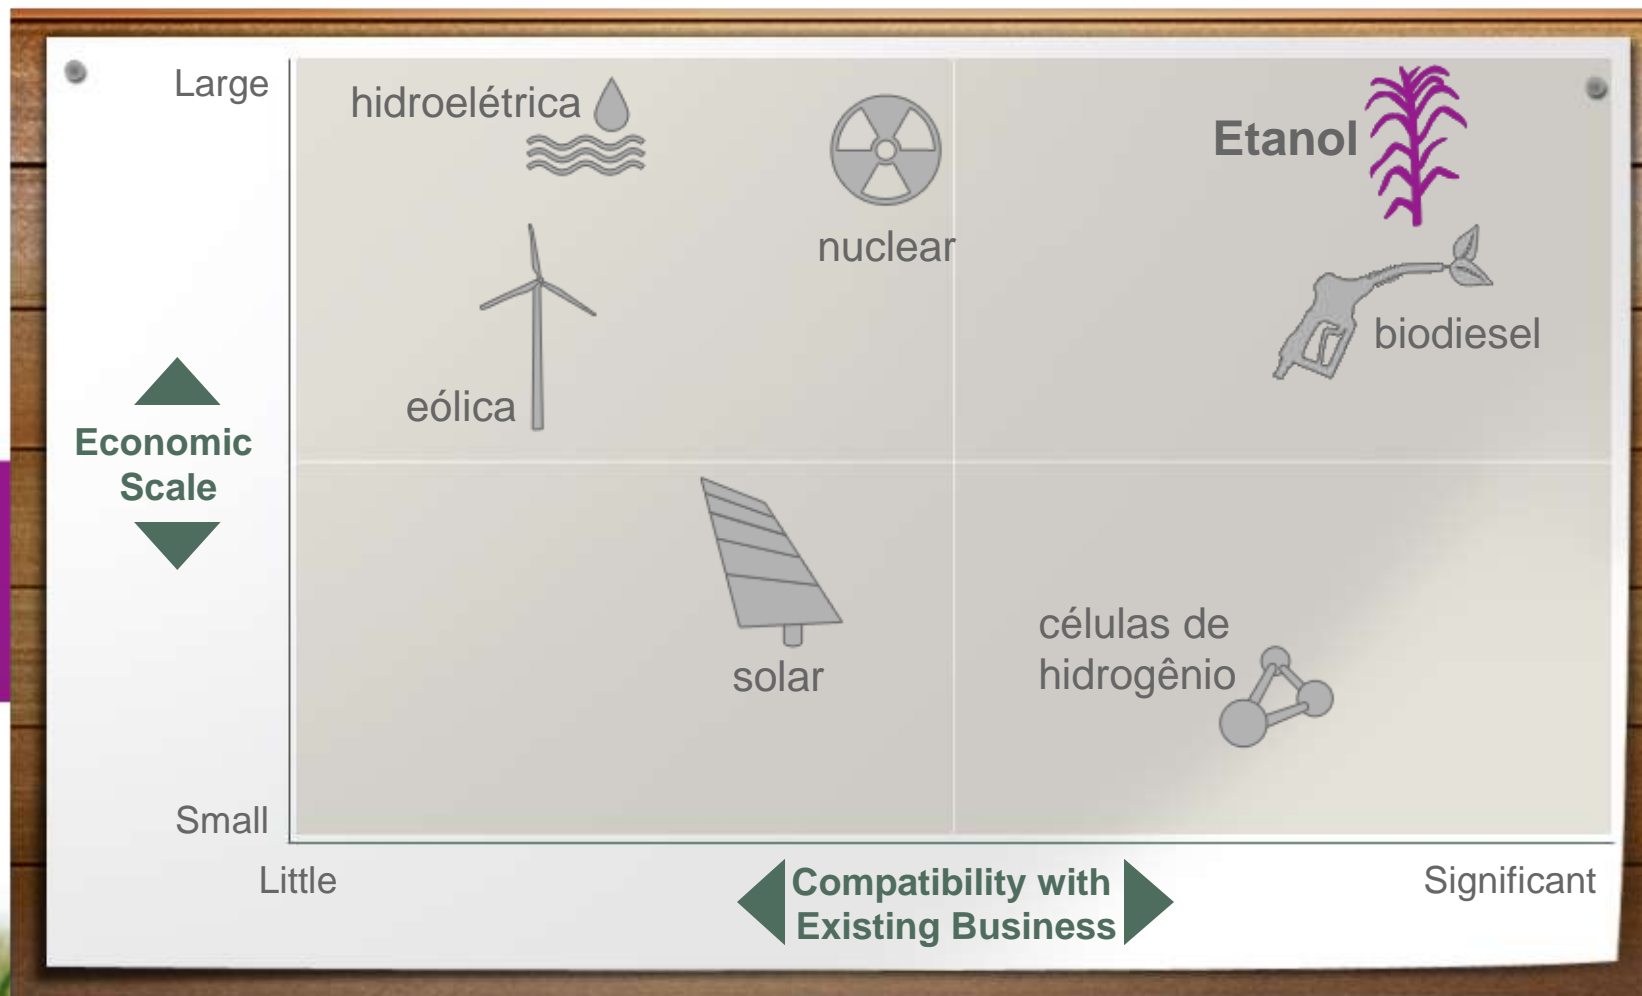 Large
hidroelétrica
Etanol
nuclear
biodiesel
eólica
Economic
Scale
células de
hidrogênio
solar
Small
Little
Compatibility with
Existing Business
Significant